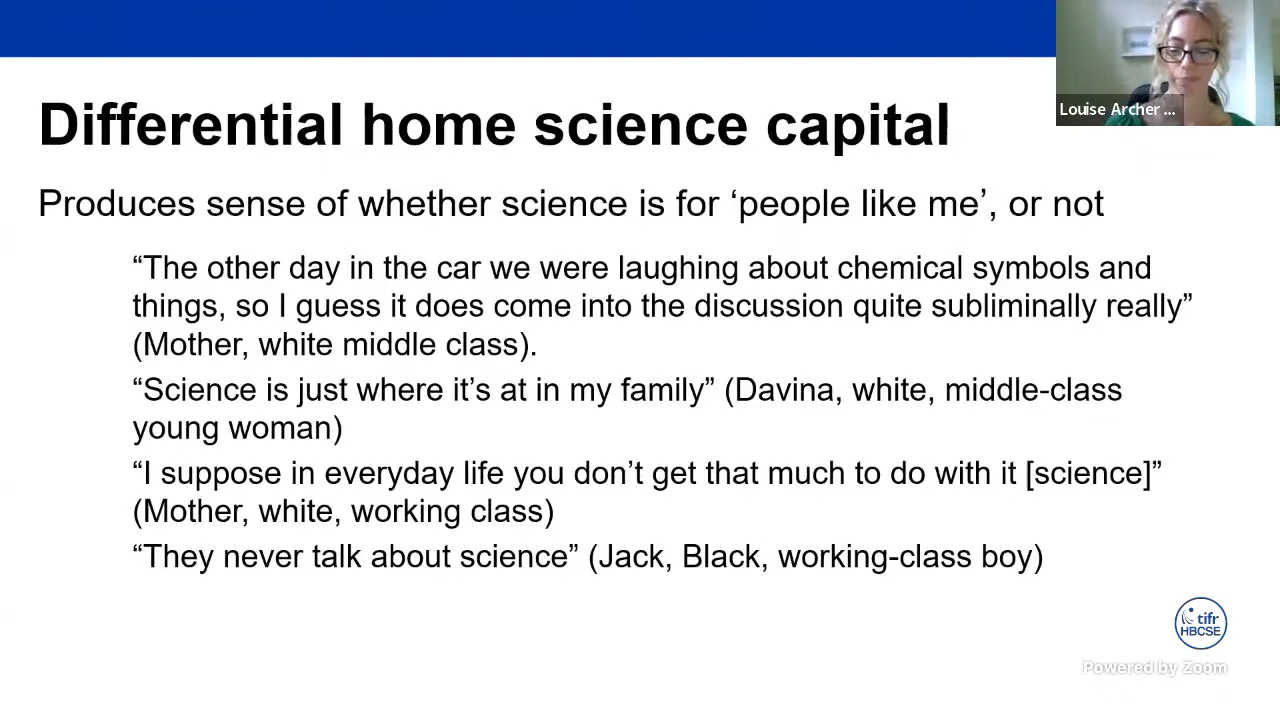 Louise Archer ...
Differential home science capital
Produces sense of whether science is for ‘people like me’, or not
“The other day in the car we were laughing about chemical symbols and
things, so I guess it does come into the discussion quite subliminally really”
(Mother, white middle class).
“Science is just where it’s at in my family” (Davina, white, middle-class
young woman)
“I suppose in everyday life you don’t get that much to do with it [science]”
(Mother, white, working class)
“They never talk about science” (Jack, Black, working-class boy)
tifr
HBCSE
Powered by Zoom